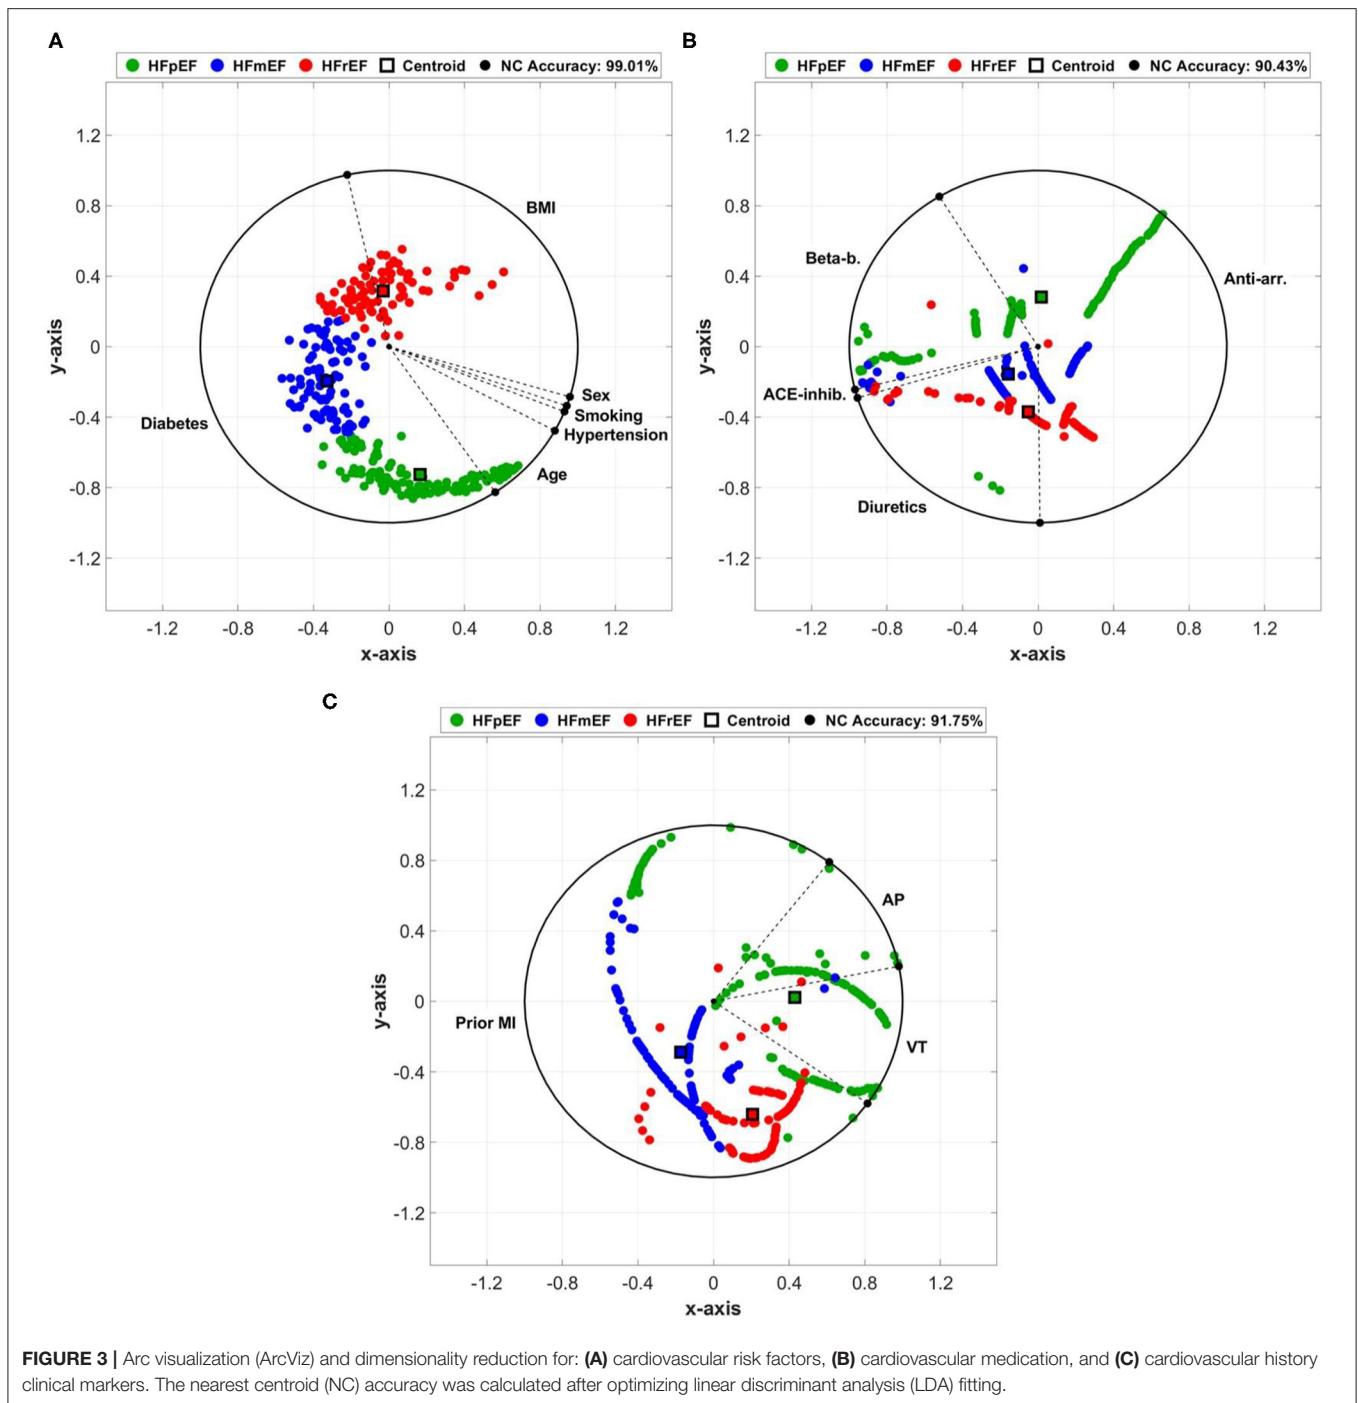 A
HFpEF HFmEF HFrEF Centroid NC Accuracy: 99.01%
1.2
0.8
0.4
0
-0.4
-0.8
-1.2
y-axis
BMI
Diabetes
Sex
Smoking
Hypertension
Age
-1.2 -0.8 -0.4 0 0.4 0.8 1.2
x-axis
B
HFpEF HFmEF HFrEF Centroid NC Accuracy: 90.43%
1.2
0.8
0.4
0
-0.4
-0.8
-1.2
y-axis
Beta-b.
Anti-arr.
ACE-inhib.
Diuretics
-1.2 -0.8 -0.4 0 0.4 0.8 1.2
x-axis
C
HFpEF HFmEF HFrEF Centroid NC Accuracy: 91.75%
1.2
0.8
0.4
0
-0.4
-0.8
-1.2
y-axis
AP
Prior MI
VT
-1.2 -0.8 -0.4 0 0.4 0.8 1.2
x-axis
FIGURE 3 | Arc visualization (ArcViz) and dimensionality reduction for: (A) cardiovascular risk factors, (B) cardiovascular medication, and (C) cardiovascular history
clinical markers. The nearest centroid (NC) accuracy was calculated after optimizing linear discriminant analysis (LDA) fitting.